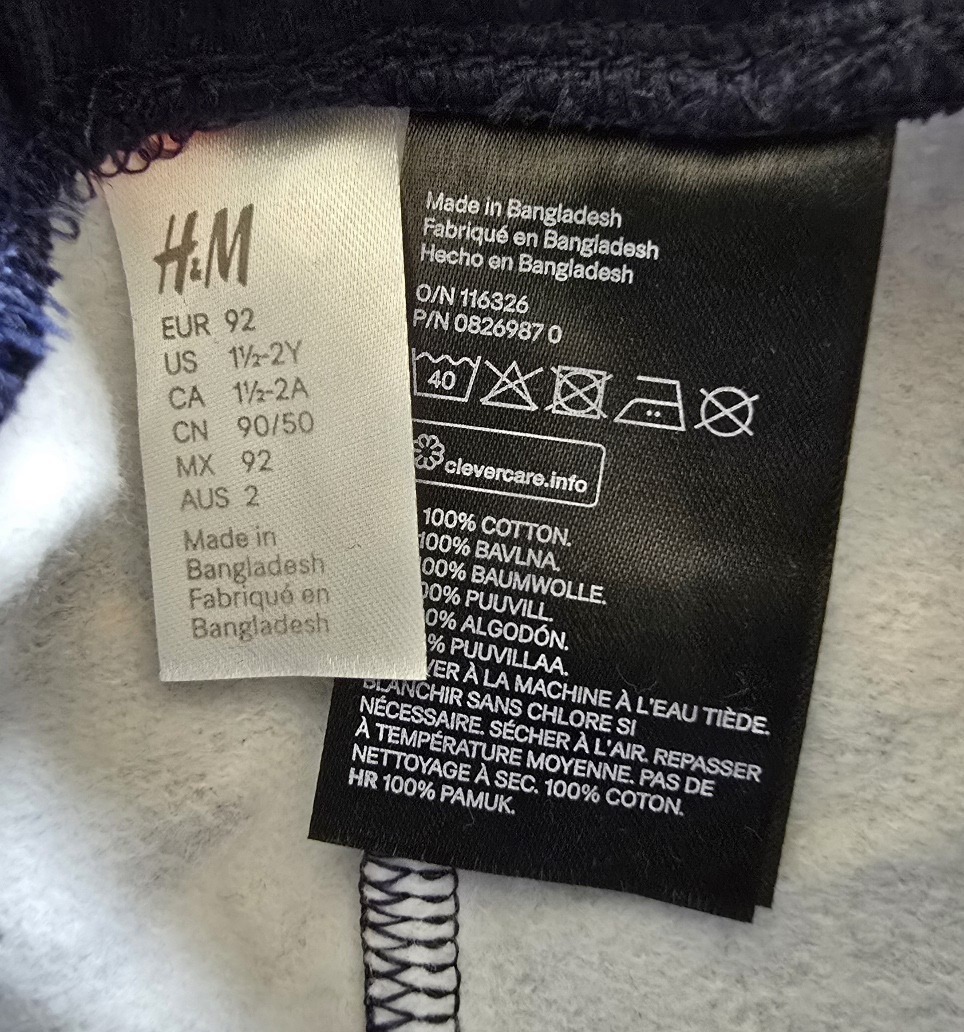 H&M
EUR 92
US 1½-2Y
CA 1½-2A
CN 90/50
MX 92
AUS 2
Made in
Bangladesh
Fabriqué en
Bangladesh
Made in Bangladesh
Fabriqué en Bangladesh
Hecho en Bangladesh
O/N 116326
P/N 0826987 0
40
clevercare.info
100% COTTON.
100% BAVLNA.
00% BAUMWOLLE.
00% PUUVILL.
0% ALGODÓN.
% PUUVILLAA.
VER À LA MACHINE À L'EAU TIÈDE.
BLANCHIR SANS CHLORE SI
NÉCESSAIRE. SÉCHER À L'AIR. REPASSER
À TEMPÉRATURE MOYENNE. PAS DE
NETTOYAGE À SEC. 100% COTON.
HR 100% PAMUK.